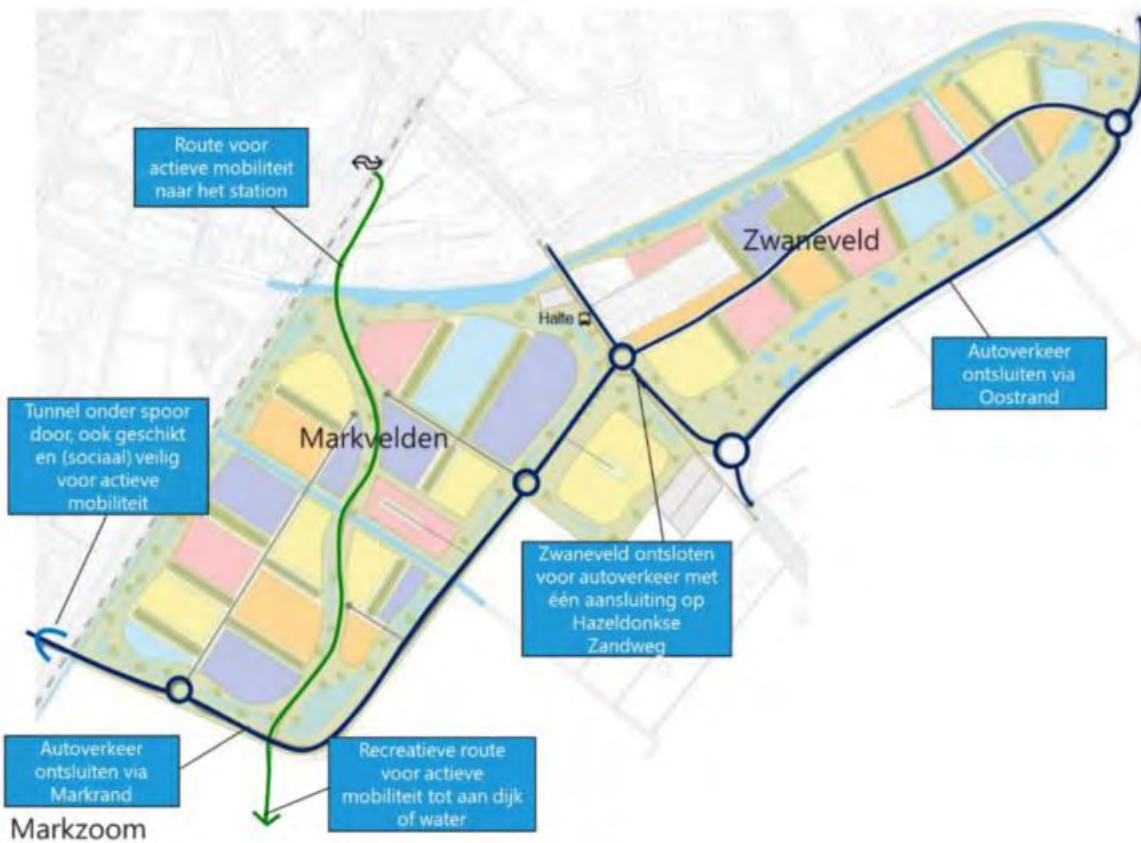 Route voor
actieve mobiliteit
naar het station
Zwaneveld
Halte
Autoverkeer
ontsluiten via
Oostrand
Tunnel onder spoor
door, ook geschikt
en (sociaal) veilig
voor actieve
mobiliteit
Markvelden
Zwaneveld ontsloten
voor autoverkeer met
één aansluiting op
Hazeldonkse
Zandweg
Autoverkeer
ontsluiten via
Markrand
Recreatieve route
voor actieve
mobiliteit tot aan dijk
of water
Markzoom